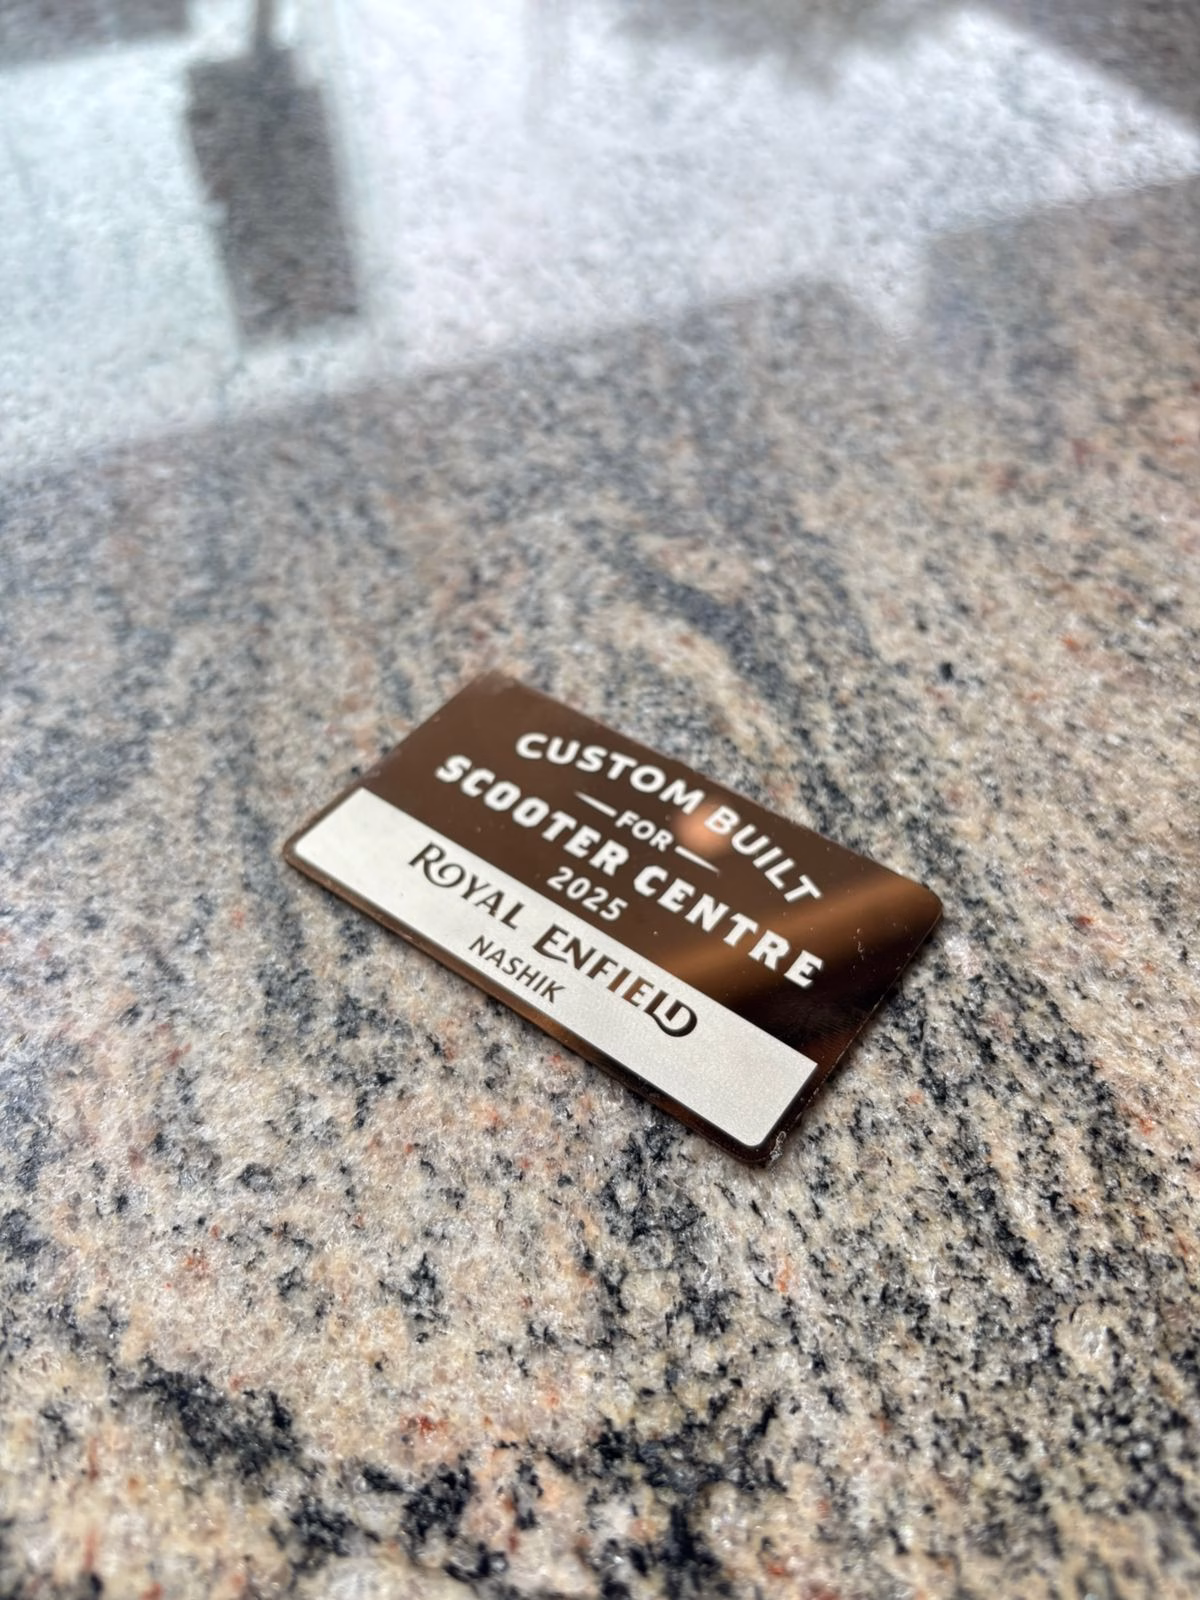 CUSTOM BUILT
FOR
SCOOTER CENTRE
2025
ROYAL ENFIELD
NASHIK